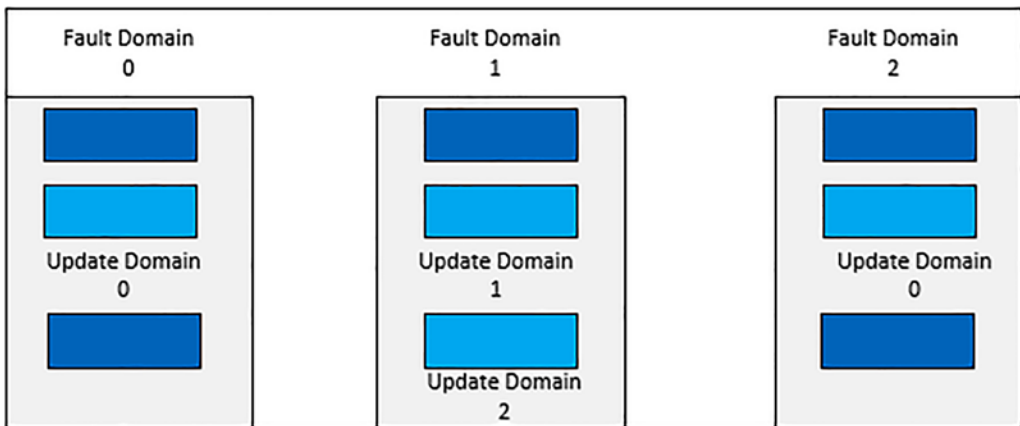 Fault Domain
0
Fault Domain
1
Fault Domain
2
Update Domain
0
Update Domain
1
Update Domain
0
Update Domain
2